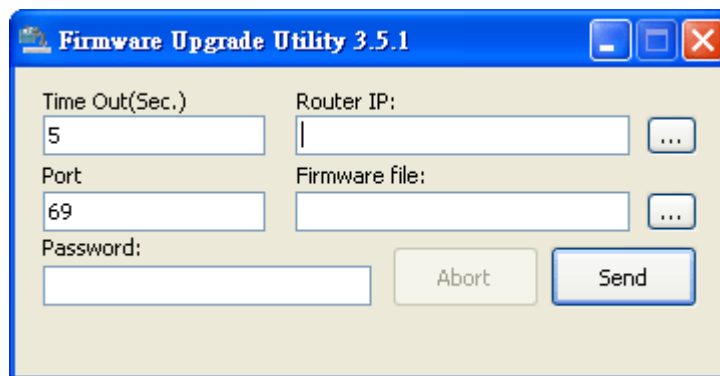 Firmware Upgrade Utility 3.5.1
Time Out(Sec.) Router IP:
5 ...
Port Firmware file:
69 ...
Password:
Abort Send